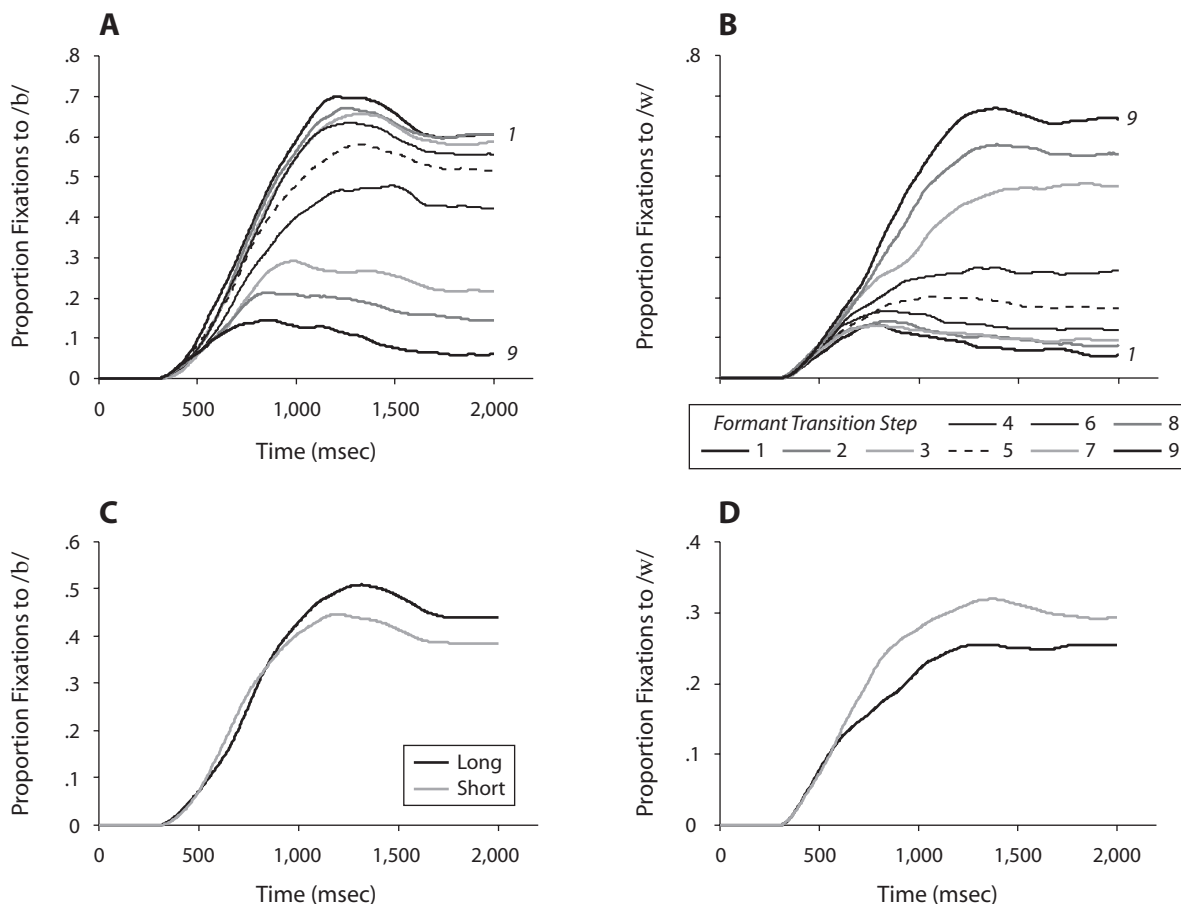 A
Proportion Fixations to /b/
.8
.7
.6
.5
.4
.3
.2
.1
0
1
9
0 500 1,000 1,500 2,000
Time (msec)
B
Proportion Fixations to /w/
.8
9
1
Formant Transition Step 4 6 8
1 2 3 5 7 9
C
Proportion Fixations to /b/
.6
.5
.4
.3
.2
.1
0
Long
Short
0 500 1,000 1,500 2,000
Time (msec)
D
Proportion Fixations to /w/
.4
.3
.2
.1
0
0 500 1,000 1,500 2,000
Time (msec)